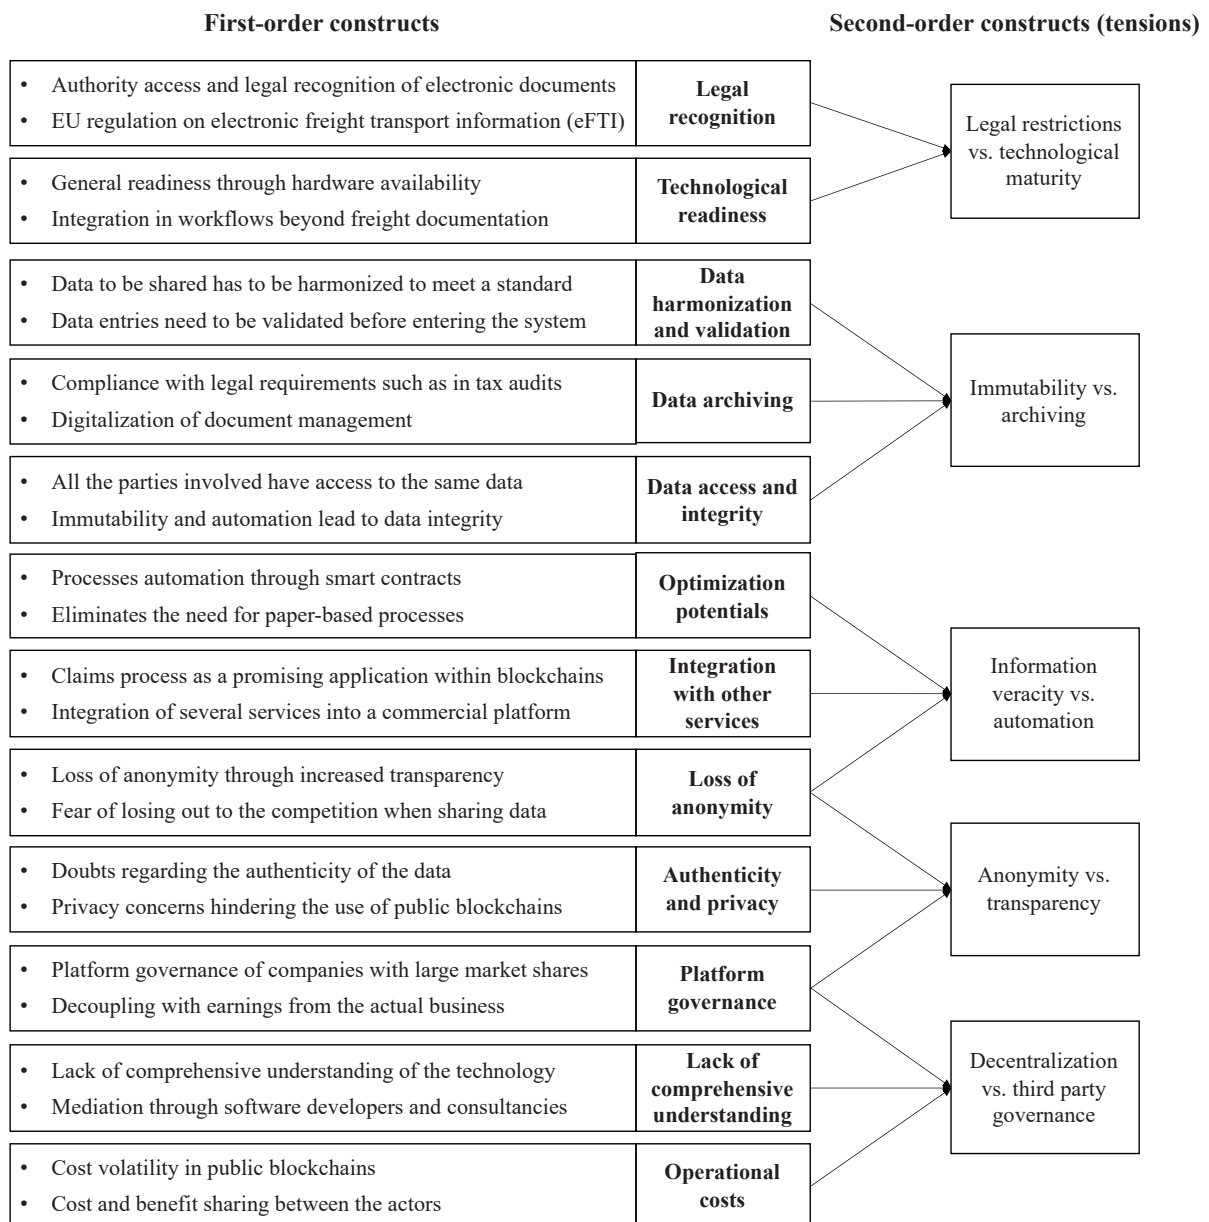 First-order constructs
Second-order constructs (tensions)
• Authority access and legal recognition of electronic documents
• EU regulation on electronic freight transport information (eFTI)
Legal
recognition
• General readiness through hardware availability
• Integration in workflows beyond freight documentation
Technological
readiness
Legal restrictions
vs. technological
maturity
• Data to be shared has to be harmonized to meet a standard
• Data entries need to be validated before entering the system
Data
harmonization
and validation
• Compliance with legal requirements such as in tax audits
• Digitalization of document management
Data archiving
• All the parties involved have access to the same data
• Immutability and automation lead to data integrity
Data access and
integrity
Immutability vs.
archiving
• Processes automation through smart contracts
• Eliminates the need for paper-based processes
Optimization
potentials
• Claims process as a promising application within blockchains
• Integration of several services into a commercial platform
Integration
with other
services
• Loss of anonymity through increased transparency
• Fear of losing out to the competition when sharing data
Loss of
anonymity
Information
veracity vs.
automation
• Doubts regarding the authenticity of the data
• Privacy concerns hindering the use of public blockchains
Authenticity
and privacy
Anonymity vs.
transparency
• Platform governance of companies with large market shares
• Decoupling with earnings from the actual business
Platform
governance
• Lack of comprehensive understanding of the technology
• Mediation through software developers and consultancies
Lack of
comprehensive
understanding
Decentralization
vs. third party
governance
• Cost volatility in public blockchains
• Cost and benefit sharing between the actors
Operational
costs